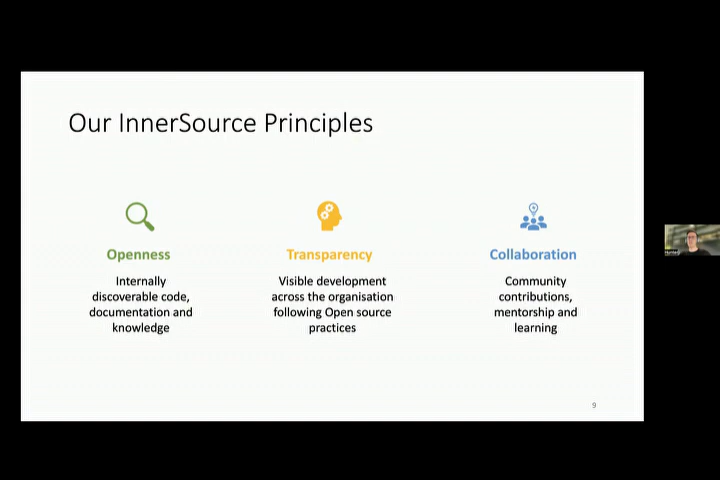 Our InnerSource Principles
Openness
Internally
discoverable code,
documentation and
knowledge
Transparency
Visible development
across the organisation
following Open source
practices
Collaboration
Community
contributions,
mentorship and
learning
9